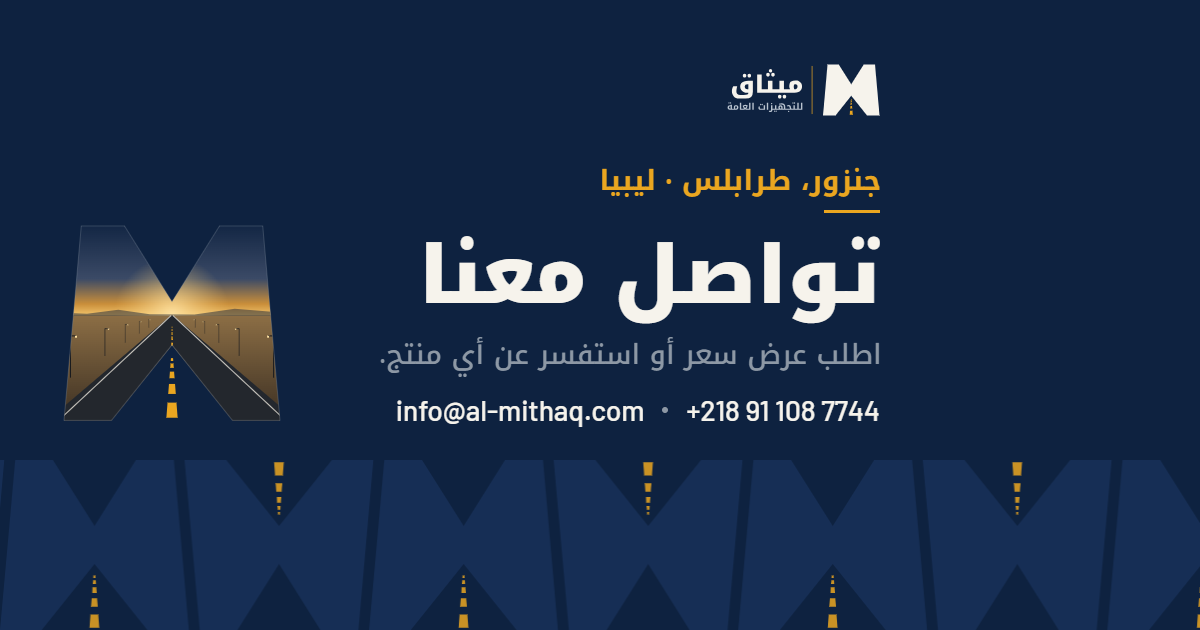 ميثاق
للتجهيزات العامة
جنزور، طرابلس · ليبيا
تواصل معنا
اطلب عرض سعر أو استفسر عن أي منتج.
+218 91 108 7744 • info@al-mithaq.com